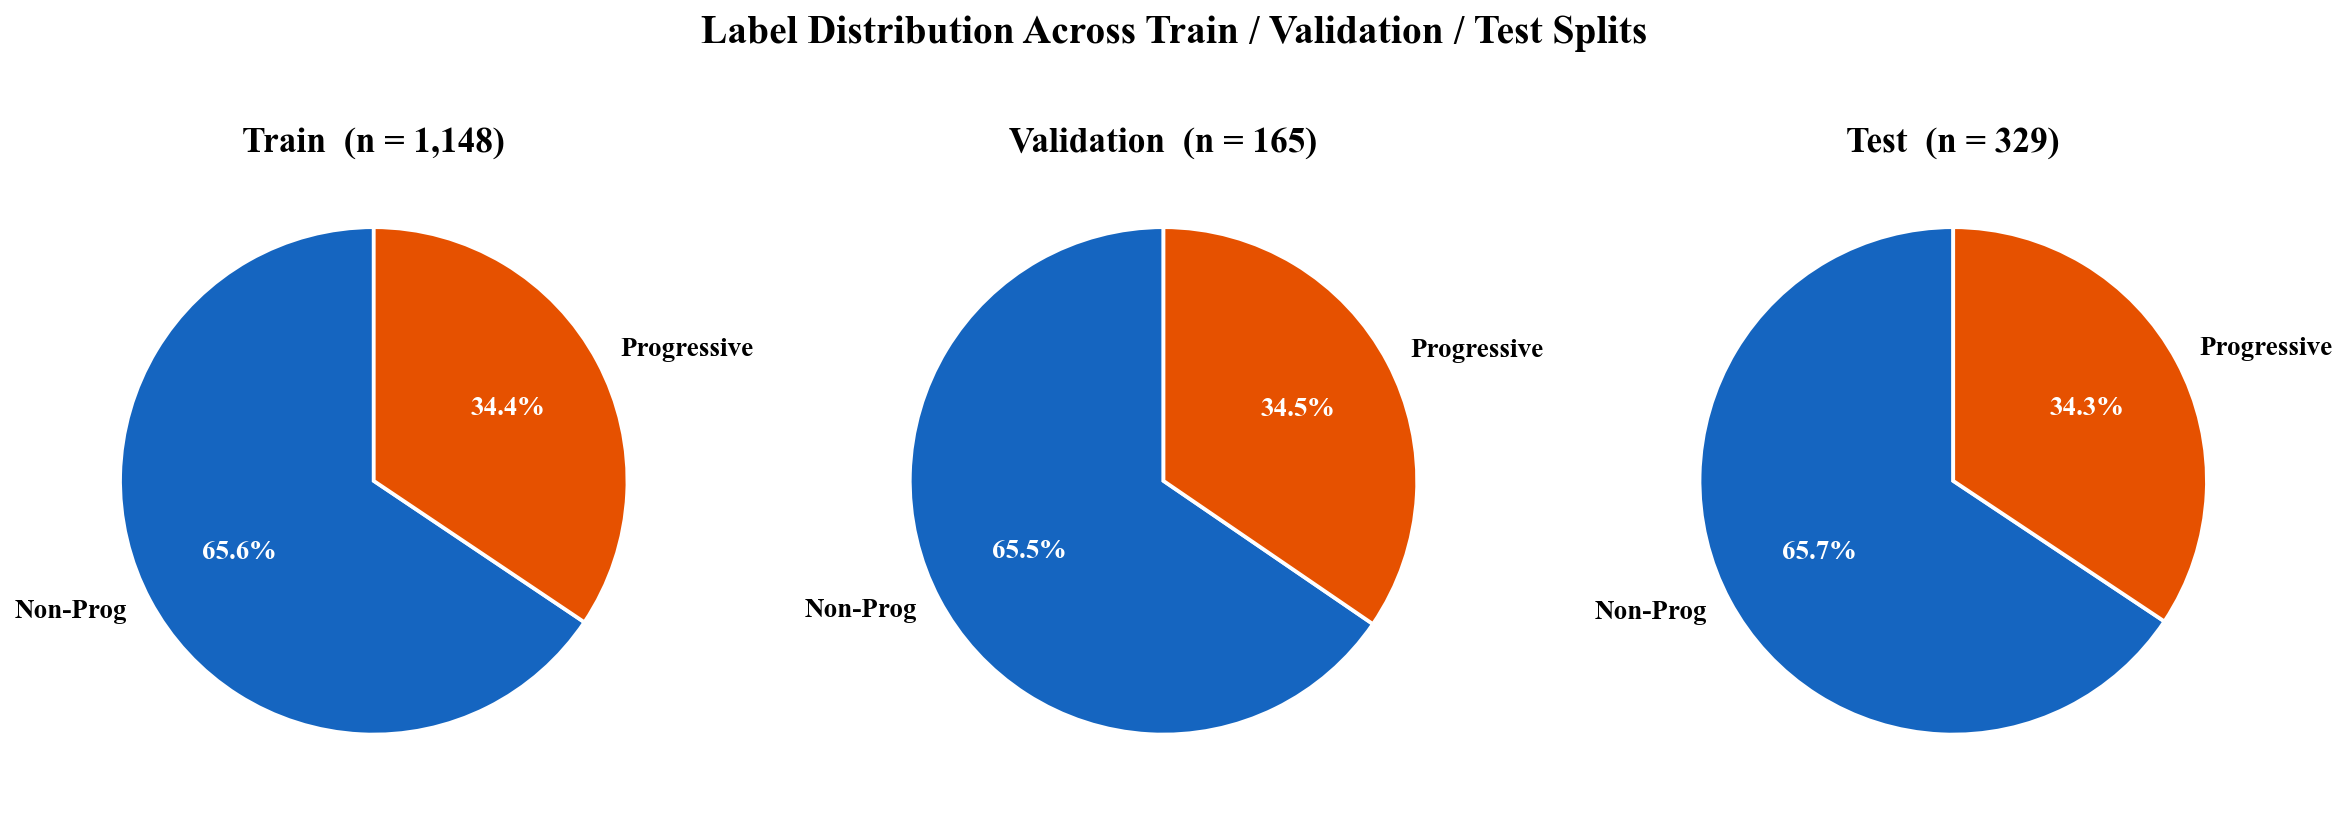 Label Distribution Across Train / Validation / Test Splits
Train (n = 1,148)
Progressive
34.4%
65.6%
Non-Prog
Validation (n = 165)
Progressive
34.5%
65.5%
Non-Prog
Test (n = 329)
Progressive
34.3%
65.7%
Non-Prog